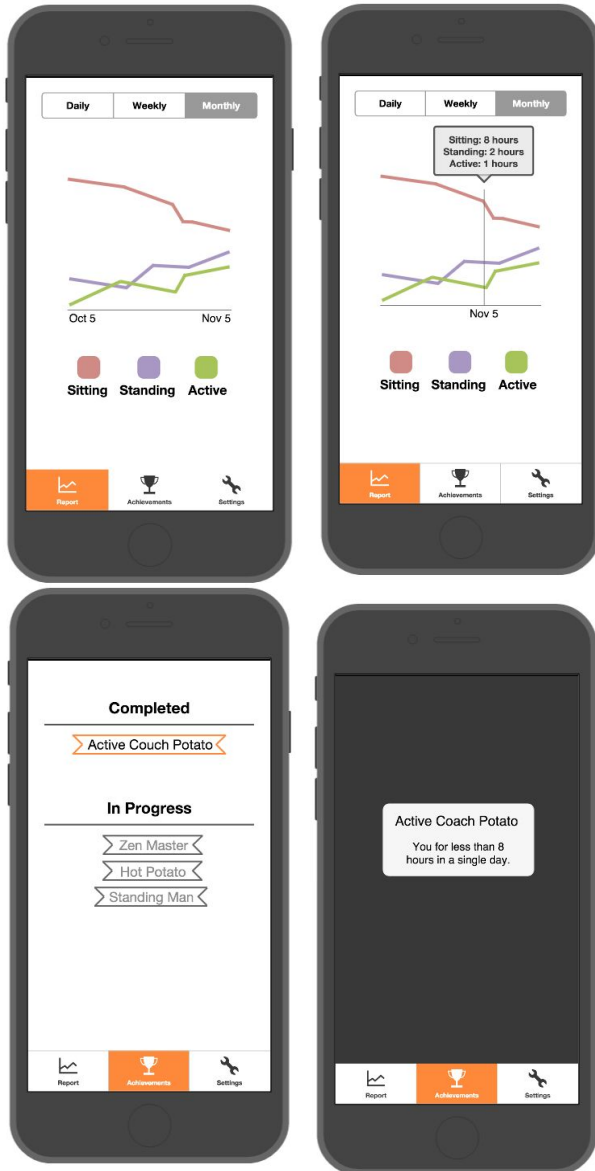 Daily Weekly Monthly
Oct 5 Nov 5
Sitting Standing Active
Report Achievements Settings
Daily Weekly Monthly
Sitting: 8 hours
Standing: 2 hours
Active: 1 hours
Nov 5
Sitting Standing Active
Report Achievements Settings
Completed
Active Couch Potato
In Progress
Zen Master
Hot Potato
Standing Man
Report Achievements Settings
Active Coach Potato
You for less than 8
hours in a single day.
Report Achievements Settings